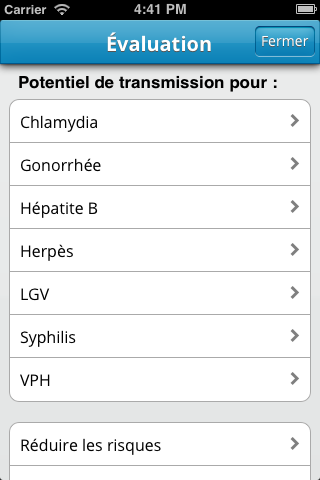 Carrier 4:41 PM
Évaluation Fermer
Potentiel de transmission pour :
Chlamydia
Gonorrhée
Hépatite B
Herpès
LGV
Syphilis
VPH
Réduire les risques